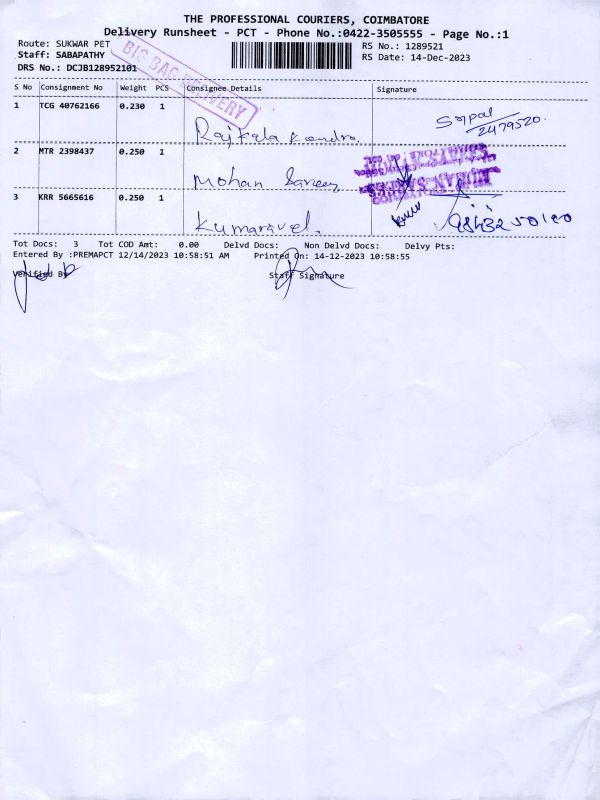 THE PROFESSIONAL COURIERS, COIMBATORE
Delivery Runsheet - PCT - Phone No.:0422-3505555 - Page No.:1
Route: SUKWAR PET RS No.: 1289521
Staff: SABAPATHY RS Date: 14-Dec-2023
DRS No.: DCJB128952101
BIG BAG DELIVERY
S No Consignment No Weight PCS Consignee Details Signature
1 TCG 40762166 0.230 1
Rajkala Kendra
2479520.
2 MTR 2398437 0.250 1
Mohan
3 KRR 5665616 0.250 1
Kumaravel.
Tot Docs: 3 Tot COD Amt: 0.00 Delvd Docs: Non Delvd Docs: Delvy Pts:
Entered By :PREMAPCT 12/14/2023 10:58:51 AM Printed On: 14-12-2023 10:58:55
Verified By Staff Signature